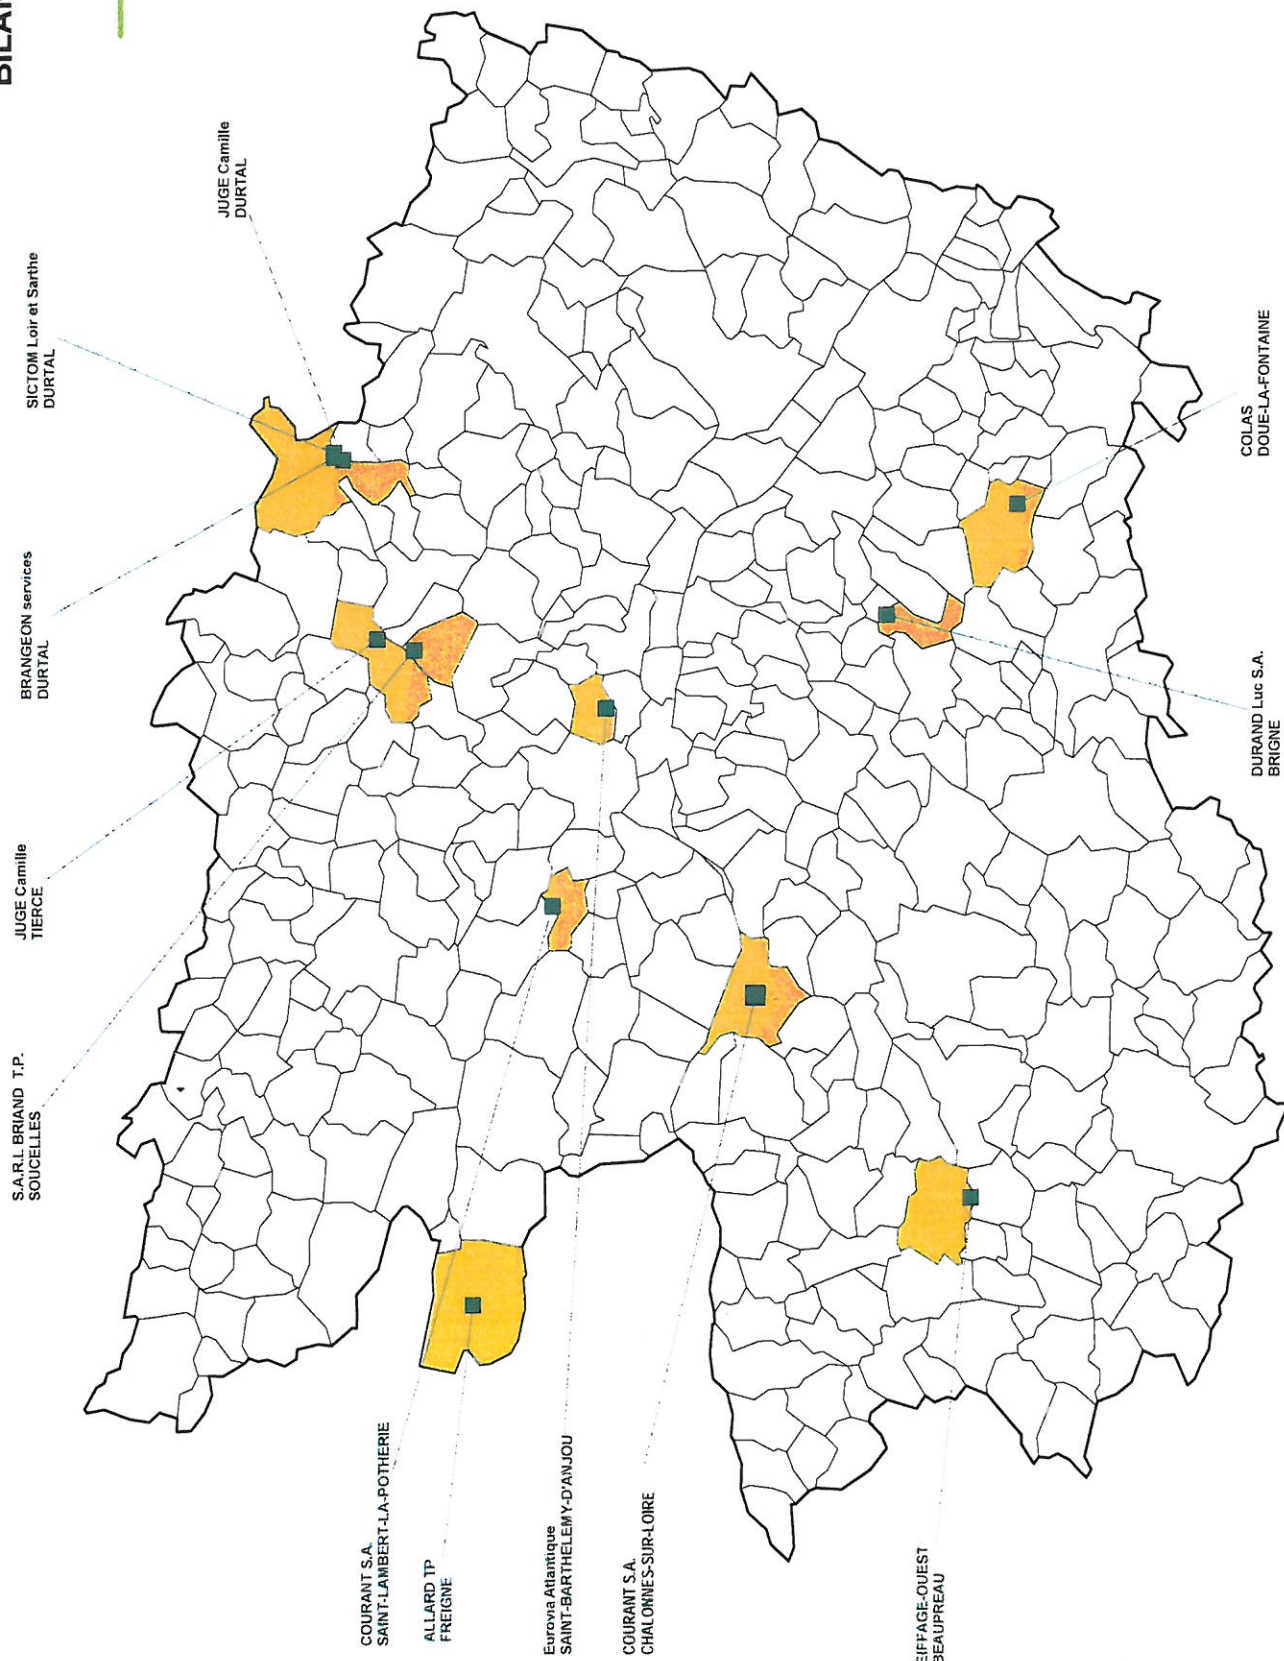 S.A.R.L BRIAND T.P.
SOUCELLES
JUGE Camille
TIERCE
BRANGEON services
DURTAL
SICTOM Loir et Sarthe
DURTAL
JUGE Camille
DURTAL
COURANT S.A.
SAINT-LAMBERT-LA-POTHERIE
ALLARD TP
FREIGNE
Eurovia Atlantique
SAINT-BARTHELEMY-D'ANJOU
COURANT S.A.
CHALONNES-SUR-LOIRE
EIFFAGE-OUEST
BEAUPREAU
DURAND Luc S.A.
BRIGNE
COLAS
DOUE-LA-FONTAINE